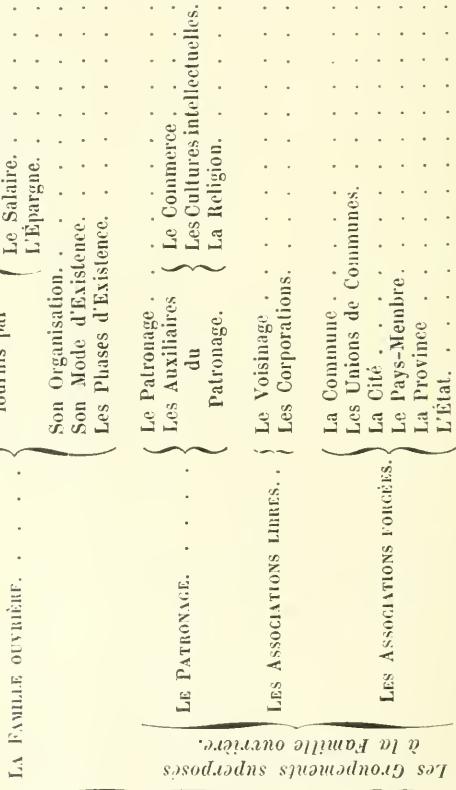 fournis par
Le Salaire.
L'Épargne. . . . . . . .
LA FAMILLE OUVRIÈRE. . . . .
Son Organisation. . . . . . . .
Son Mode d'Existence. . . . . . .
Les Phases d'Existence. . . . . . .
Les Groupements superposés
à la Famille ouvrière.
LE PATRONAGE. . . . .
Le Patronage . . . . . . . .
Les Auxiliaires
du
Patronage.
Le Commerce . . . . .
Les Cultures intellectuelles.
La Religion. . . . . .
LES ASSOCIATIONS LIBRES. . .
Le Voisinage . . . . . . . .
Les Corporations. . . . . . . .
LES ASSOCIATIONS FORCÉES.
La Commune . . . . . . . .
Les Unions de Communes. . . . . .
La Cité . . . . . . . . .
Le Pays-Membre. . . . . . . .
La Province . . . . . . . .
L'État. . . . . . . . .